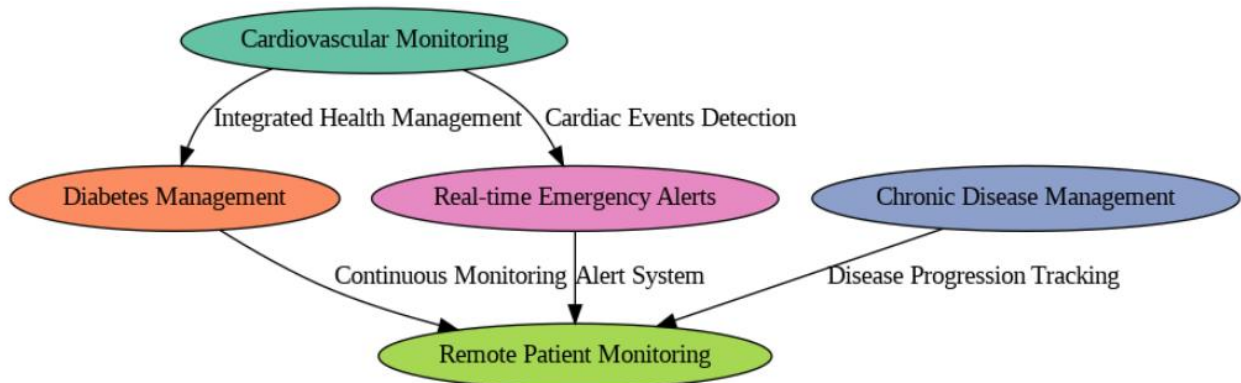 Cardiovascular Monitoring
Integrated Health Management
Cardiac Events Detection
Diabetes Management
Real-time Emergency Alerts
Chronic Disease Management
Continuous Monitoring
Alert System
Disease Progression Tracking
Remote Patient Monitoring